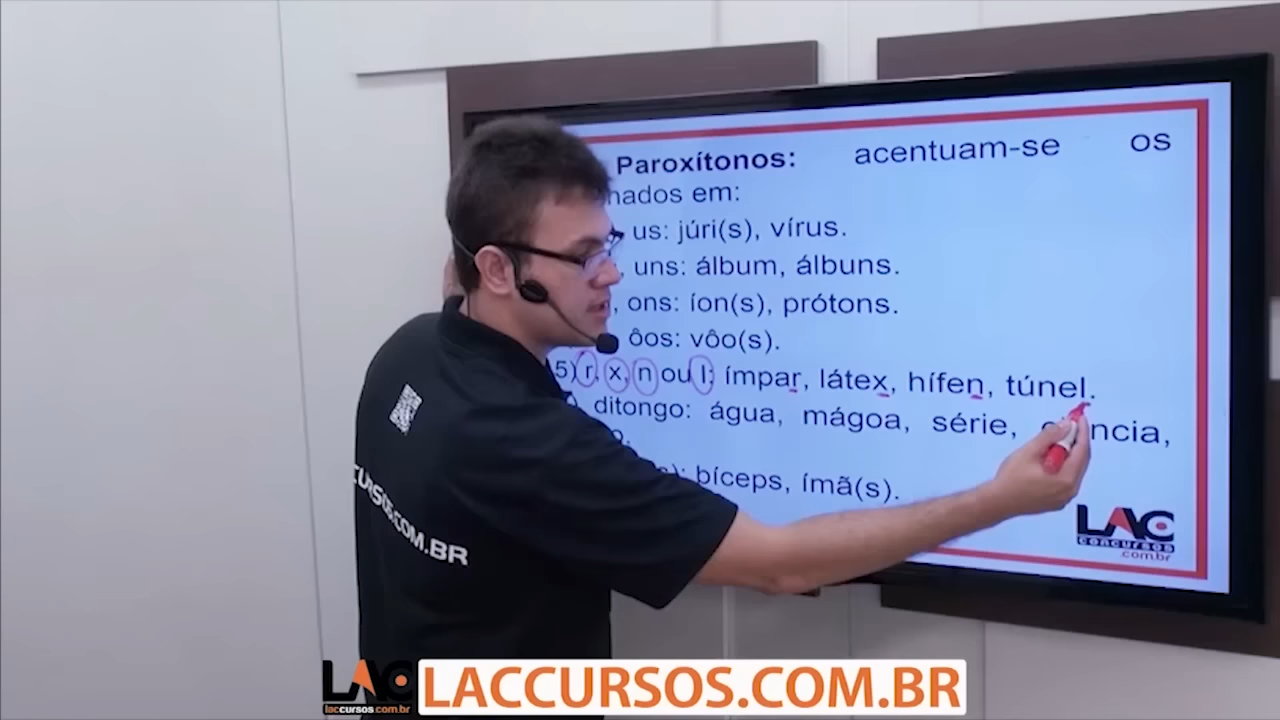 Paroxítonos: acentuam-se os
nados em:
us: júri(s), vírus.
, uns: álbum, álbuns.
, ons: íon(s), prótons.
ôos: vôo(s).
5) r, x, n ou l: ímpar, látex, hífen, túnel.
ditongo: água, mágoa, série, ncia,
o.
s): bíceps, ímã(s).
LAC
concursos
.com.br
CURSOS.COM.BR
LAC
laccursos.com.br
LACCURSOS.COM.BR